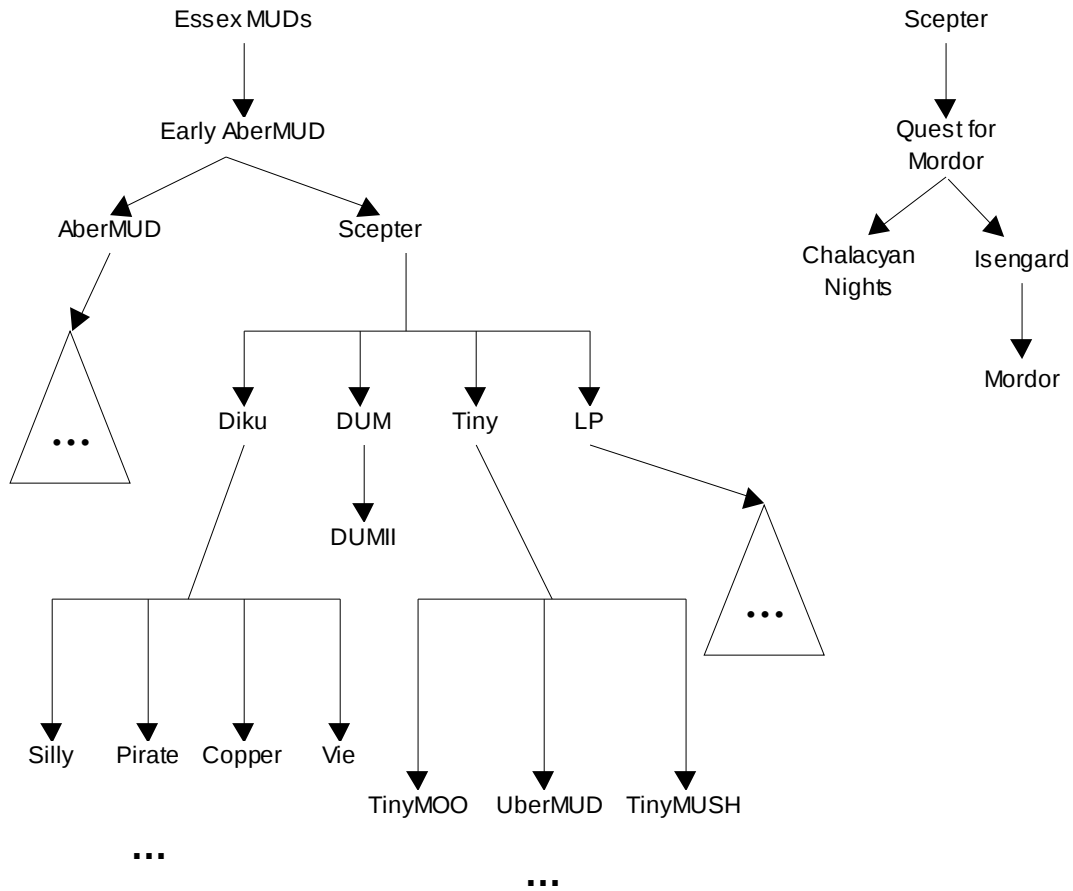 Essex MUDs
Scepter
Early AberMUD
Quest for
Mordor
AberMUD
Scepter
Chalacyan
Nights
Isengard
Mordor
...
Diku
DUM
Tiny
LP
DUMII
...
Silly
Pirate
Copper
Vie
TinyMOO
UberMUD
TinyMUSH
...
...